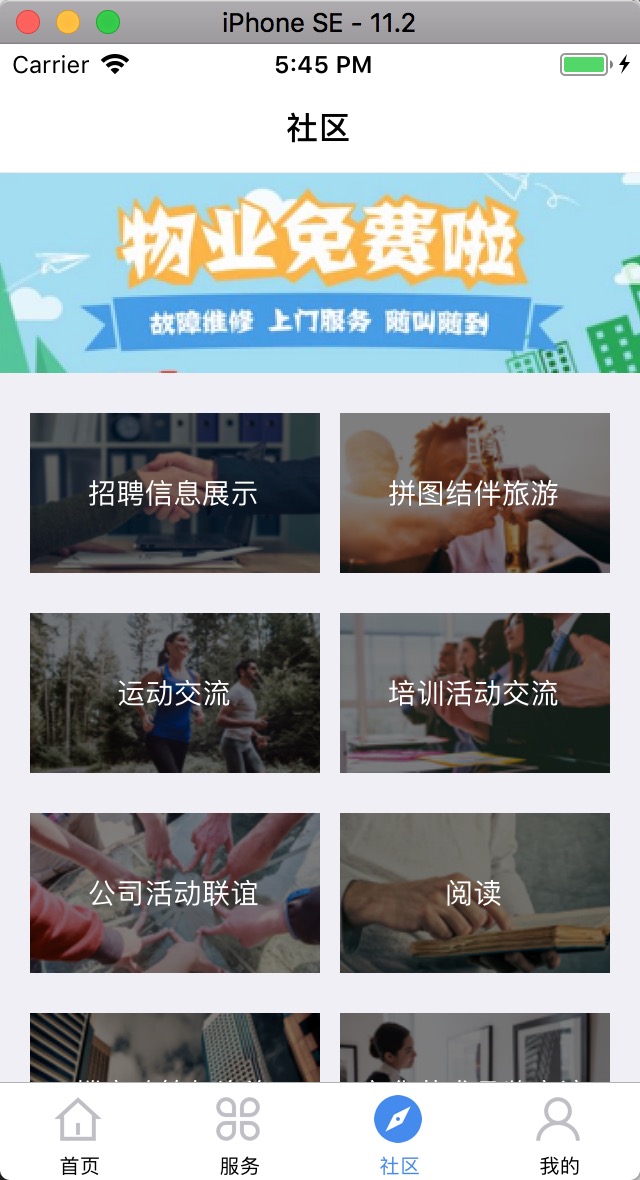 iPhone SE - 11.2
Carrier 5:45 PM
社区
物业免费啦
故障维修 上门服务 随叫随到
招聘信息展示
拼图结伴旅游
运动交流
培训活动交流
公司活动联谊
阅读
首页
服务
社区
我的